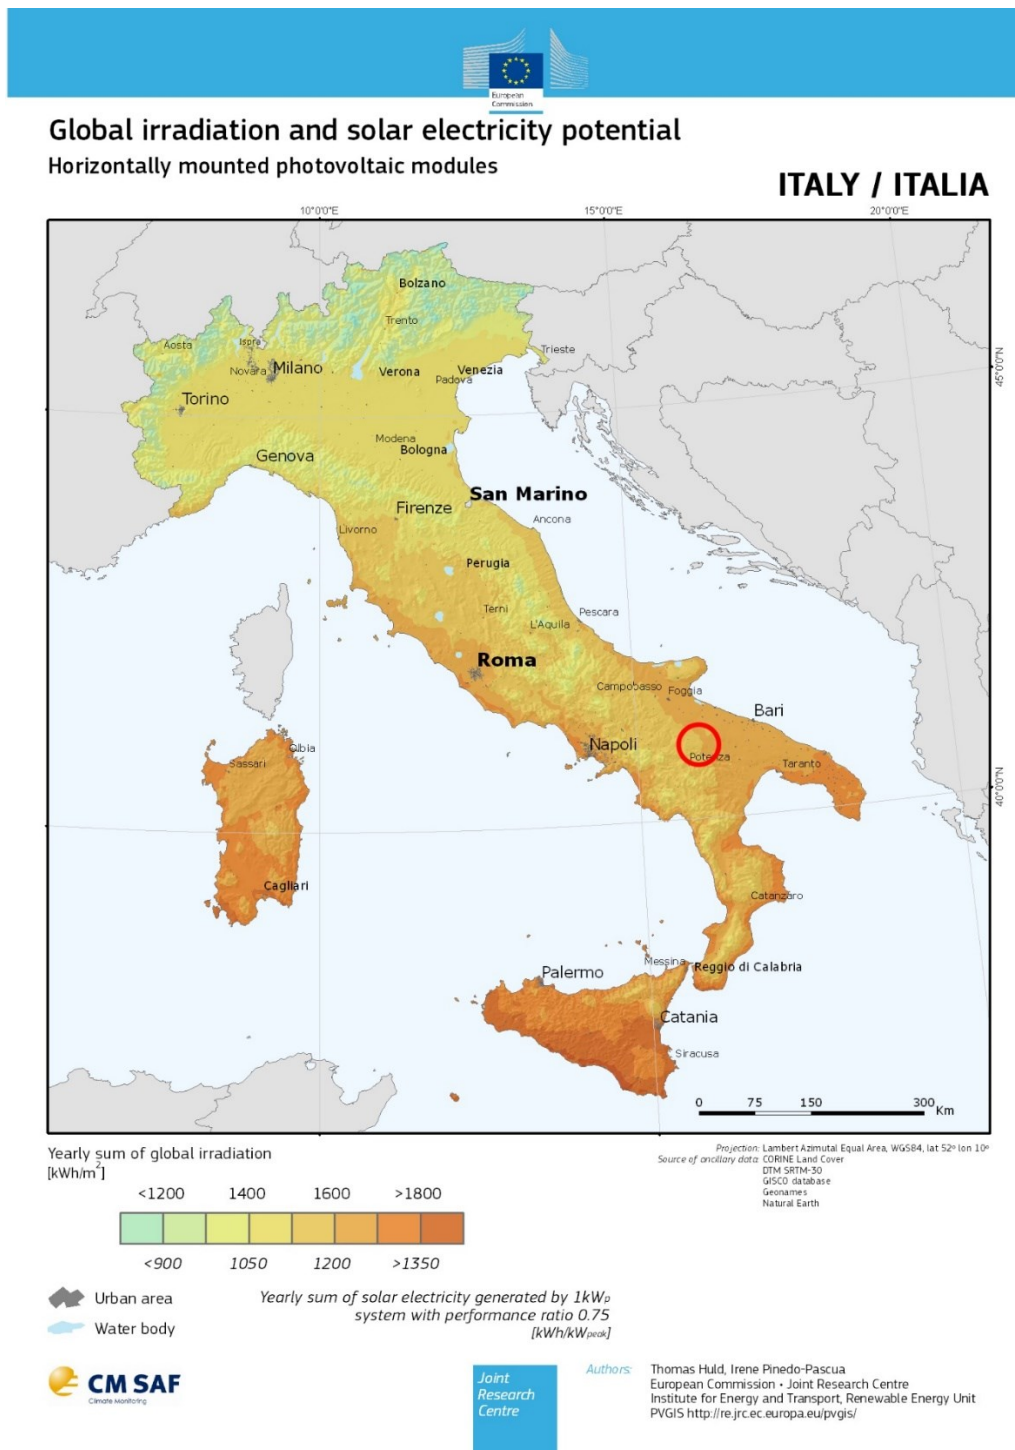 European
Commission
Global irradiation and solar electricity potential
Horizontally mounted photovoltaic modules
ITALY / ITALIA
10°0'0"E 15°0'0"E 20°0'0"E
Bolzano
Trento
Aosta
Ispra
Trieste
Novara
Milano
Verona
Venezia
Padova
45°0'0"N
Torino
Modena
Bologna
Genova
San Marino
Firenze
Ancona
Livorno
Perugia
Terni
Pescara
L'Aquila
Roma
Campobasso
Foggia
Bari
Napoli
Potenza
Taranto
Olbia
Sassari
40°0'0"N
Cagliari
Catanzaro
Messina
Reggio di Calabria
Palermo
Catania
Siracusa
0 75 150 300 Km
Yearly sum of global irradiation
[kWh/m2]
<1200 1400 1600 >1800
<900 1050 1200 >1350
Projection: Lambert Azimutal Equal Area, WGS84, lat 52º lon 10º
Source of ancillary data: CORINE Land Cover
DTM SRTM-30
GISCO database
Geonames
Natural Earth
Urban area
Water body
Yearly sum of solar electricity generated by 1kWp
system with performance ratio 0.75
[kWh/kWpeak]
CM SAF
Climate Monitoring
Joint
Research
Centre
Authors: Thomas Huld, Irene Pinedo-Pascua
European Commission • Joint Research Centre
Institute for Energy and Transport, Renewable Energy Unit
PVGIS http://re.jrc.ec.europa.eu/pvgis/